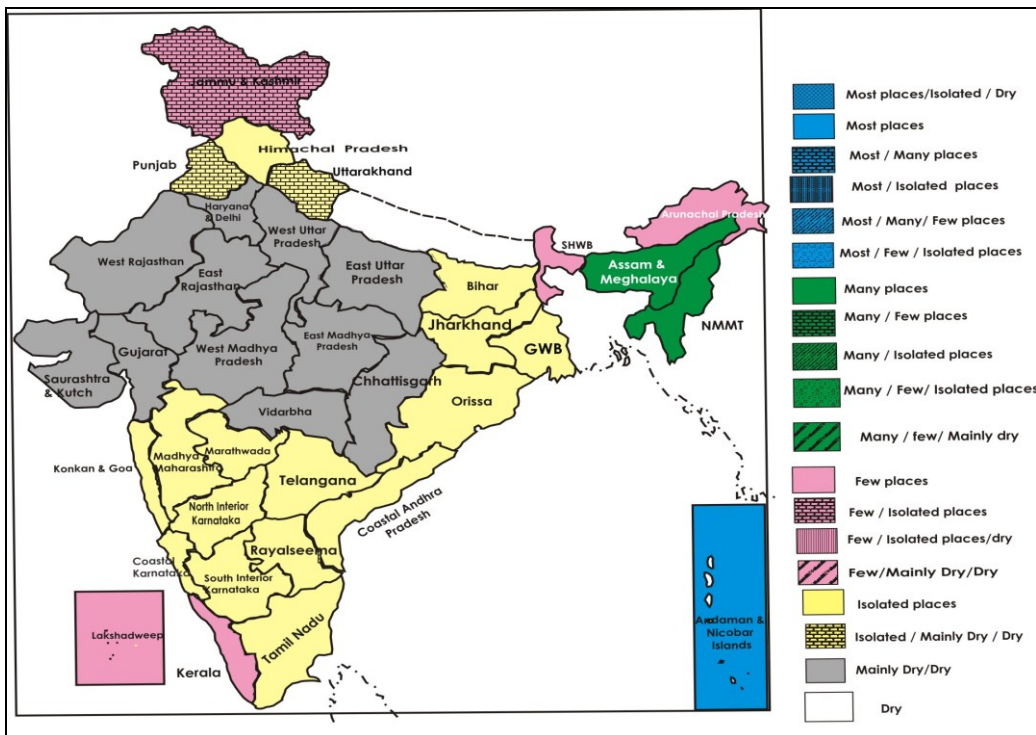 Jammu & Kashmir
Himachal Pradesh
Punjab
Uttarakhand
Haryana
& Delhi
West Uttar
Pradesh
West Rajasthan
East
Rajasthan
East Uttar
Pradesh
SHWB
Arunachal Pradesh
Assam &
Meghalaya
NMMT
Bihar
Jharkhand
GWB
Gujarat
West Madhya
Pradesh
East Madhya
Pradesh
Chhattisgarh
Saurashtra
& Kutch
Vidarbha
Orissa
Konkan & Goa
Madhya
Maharashtra
Marathwada
Telangana
Coastal Andhra
Pradesh
North Interior
Karnataka
Rayalseema
Coastal
Karnataka
South Interior
Karnataka
Lakshadweep
Kerala
Tamil Nadu
Andaman &
Nicobar
Islands
Most places/Isolated / Dry
Most places
Most / Many places
Most / Isolated places
Most / Many/ Few places
Most / Few / Isolated places
Many places
Many / Few places
Many / Isolated places
Many / Few/ Isolated places
Many / few/ Mainly dry
Few places
Few / Isolated places
Few / Isolated places/dry
Few/Mainly Dry/Dry
Isolated places
Isolated / Mainly Dry / Dry
Mainly Dry/Dry
Dry